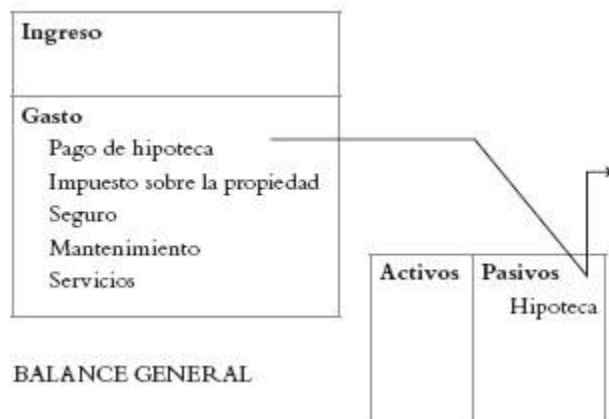 Ingreso
Gasto
Pago de hipoteca
Impuesto sobre la propiedad
Seguro
Mantenimiento
Servicios
Activos
Pasivos
Hipoteca
BALANCE GENERAL